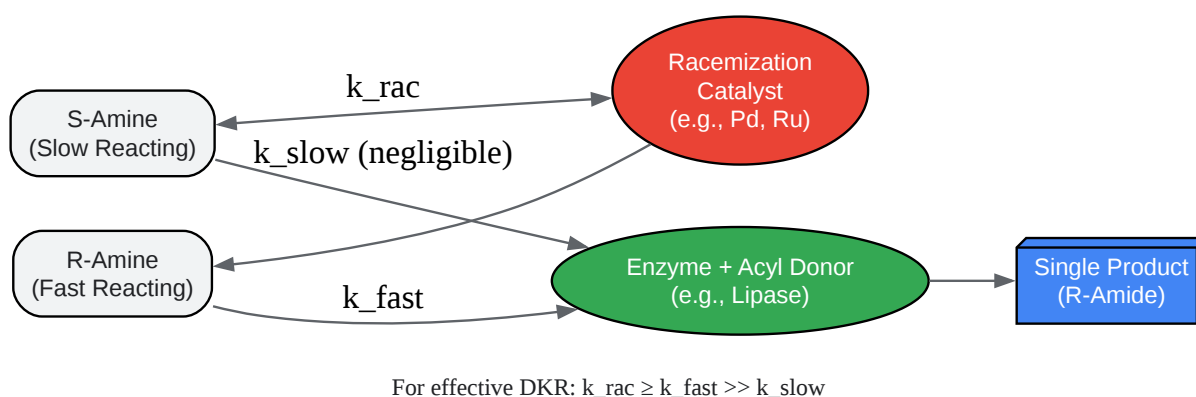 Racemization
Catalyst
(e.g., Pd, Ru)
k_rac
S-Amine
(Slow Reacting)
k_slow (negligible)
R-Amine
(Fast Reacting)
k_fast
Enzyme + Acyl Donor
(e.g., Lipase)
Single Product
(R-Amide)
For effective DKR: k_rac ≥ k_fast >> k_slow